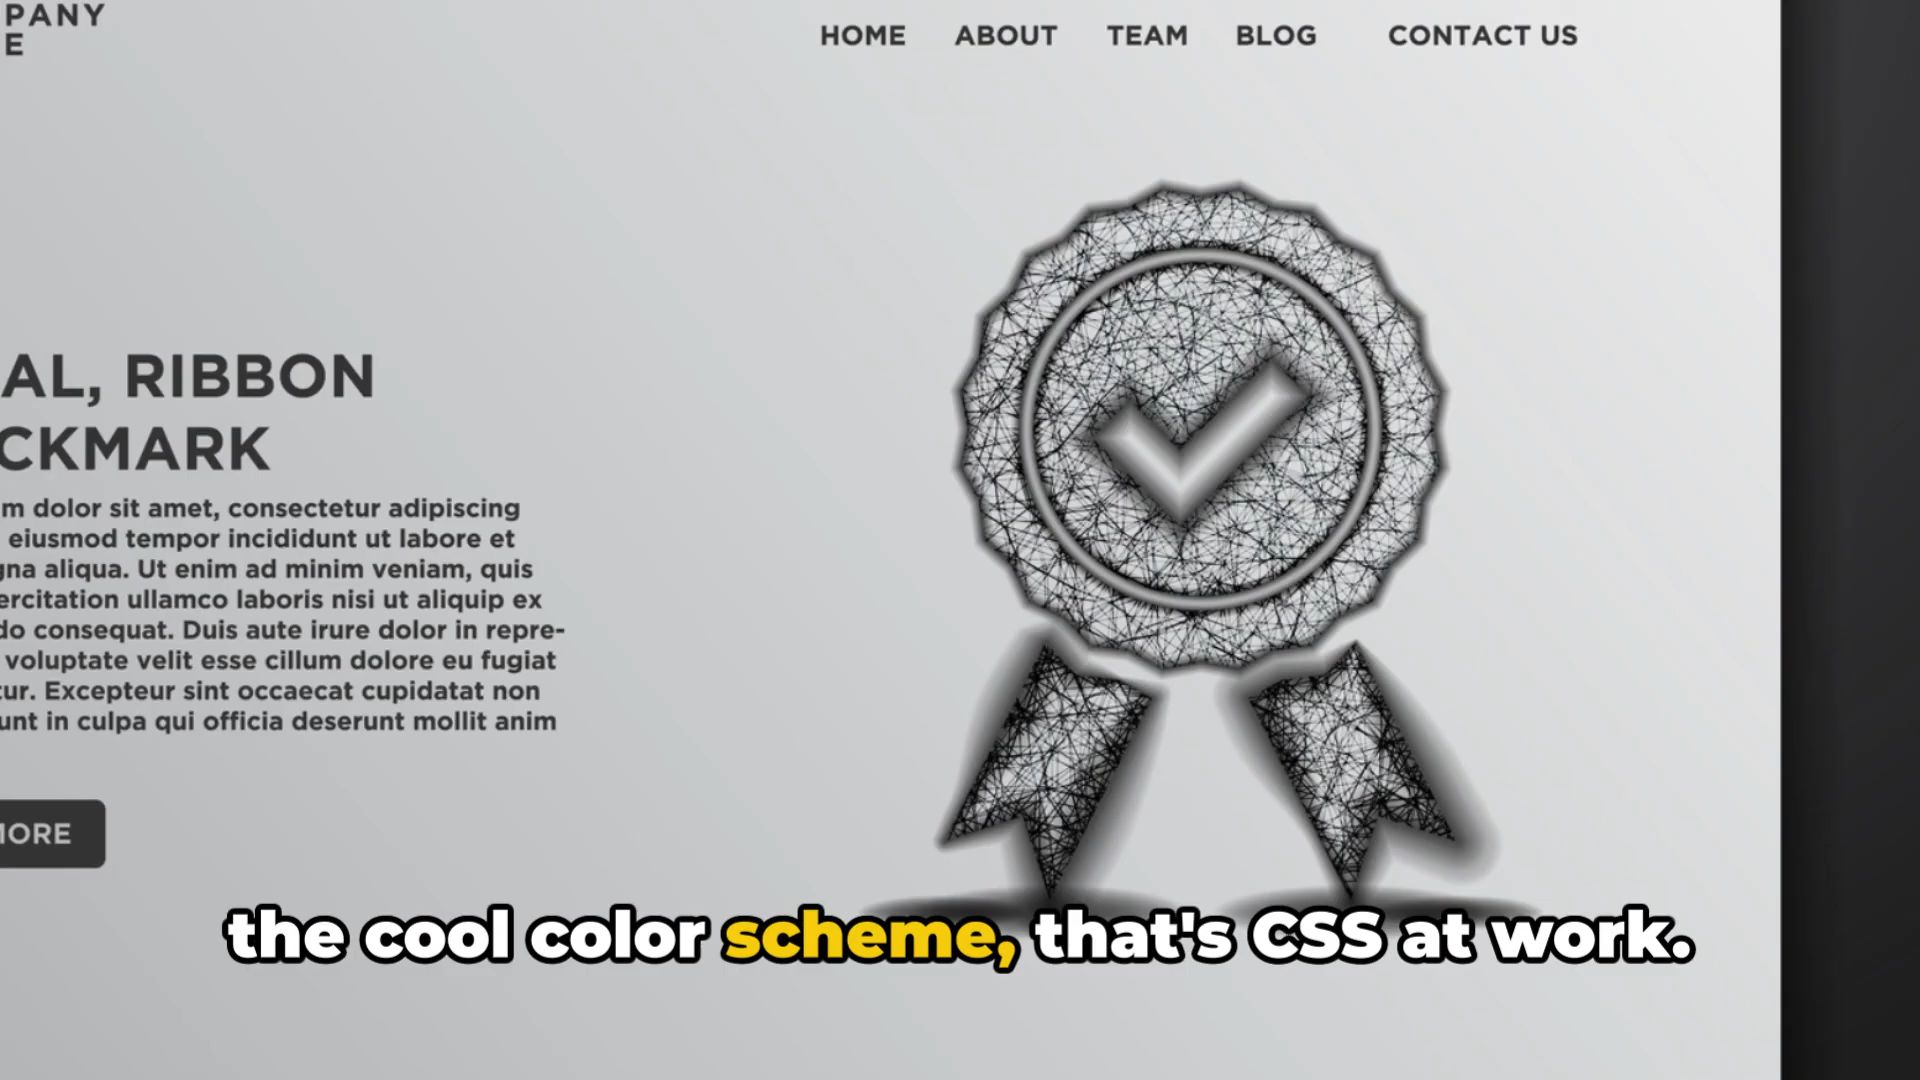 PANY
E
HOME ABOUT TEAM BLOG CONTACT US
AL, RIBBON
CKMARK
m dolor sit amet, consectetur adipiscing
eiusmod tempor incididunt ut labore et
gna aliqua. Ut enim ad minim veniam, quis
ercitation ullamco laboris nisi ut aliquip ex
do consequat. Duis aute irure dolor in repre-
voluptate velit esse cillum dolore eu fugiat
tur. Excepteur sint occaecat cupidatat non
unt in culpa qui officia deserunt mollit anim
MORE
the cool color scheme, that's CSS at work.